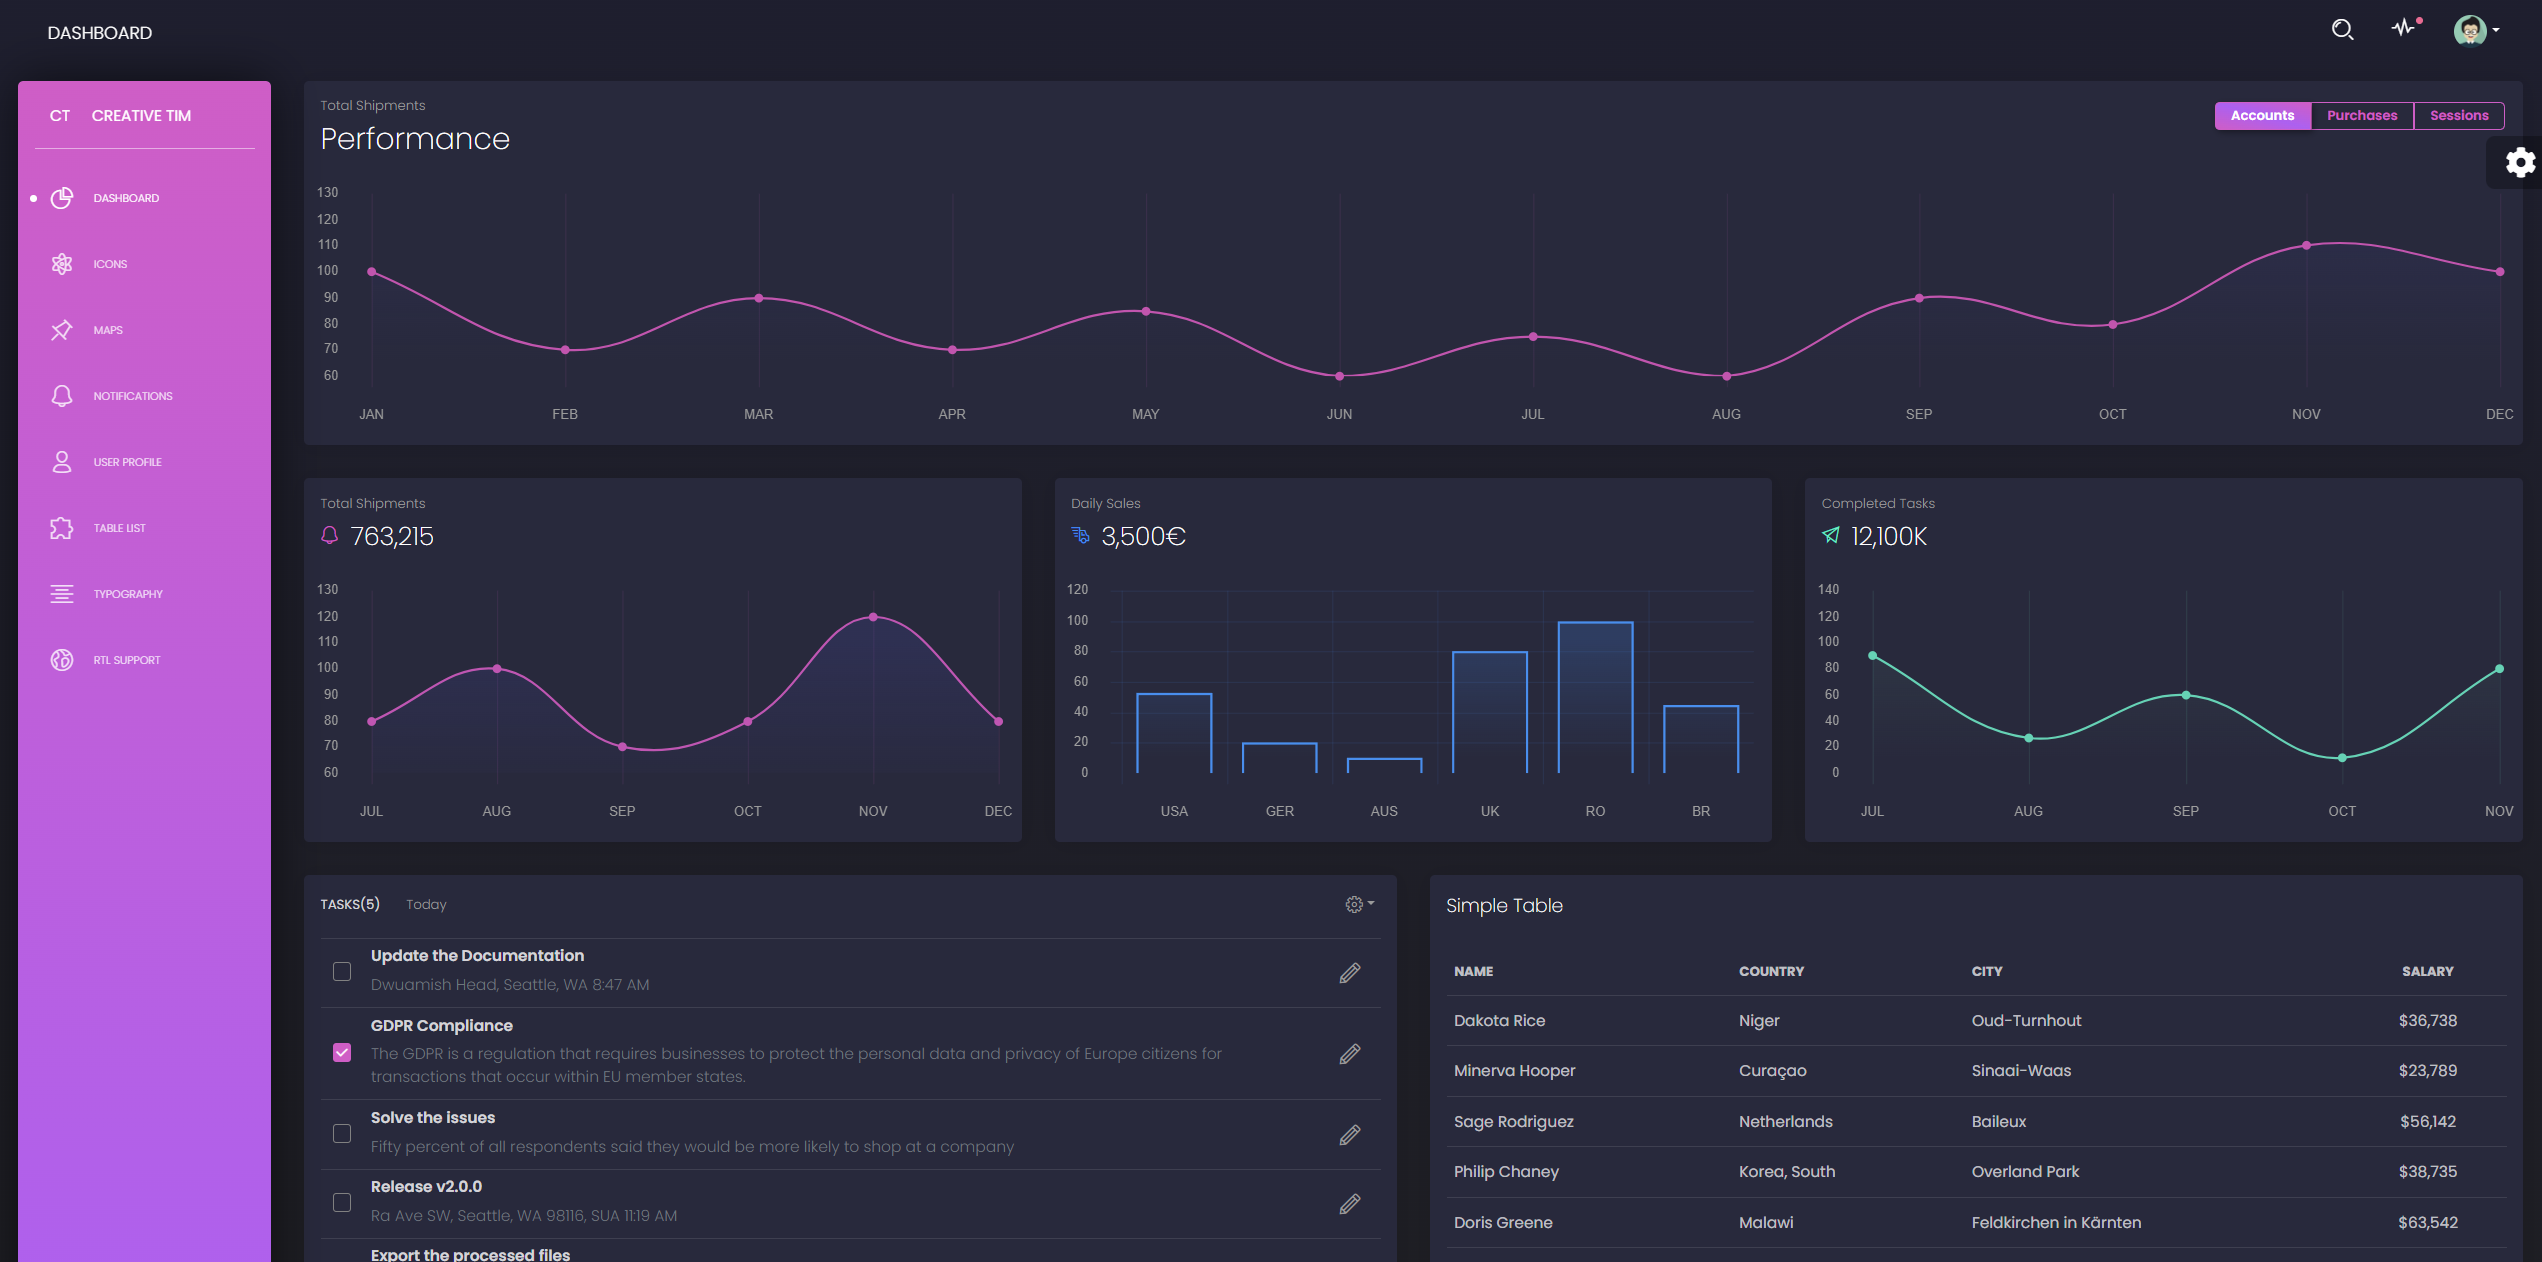 DASHBOARD
CT CREATIVE TIM
DASHBOARD
ICONS
MAPS
NOTIFICATIONS
USER PROFILE
TABLE LIST
TYPOGRAPHY
RTL SUPPORT
Total Shipments
Performance
Accounts Purchases Sessions
130
120
110
100
90
80
70
60
JAN FEB MAR APR MAY JUN JUL AUG SEP OCT NOV DEC
Total Shipments
763,215
130
120
110
100
90
80
70
60
JUL AUG SEP OCT NOV DEC
Daily Sales
3,500€
120
100
80
60
40
20
0
USA GER AUS UK RO BR
Completed Tasks
12,100K
140
120
100
80
60
40
20
0
JUL AUG SEP OCT NOV
TASKS(5) Today
Update the Documentation
Dwuamish Head, Seattle, WA 8:47 AM
GDPR Compliance
The GDPR is a regulation that requires businesses to protect the personal data and privacy of Europe citizens for
transactions that occur within EU member states.
Solve the issues
Fifty percent of all respondents said they would be more likely to shop at a company
Release v2.0.0
Ra Ave SW, Seattle, WA 98116, SUA 11:19 AM
Export the processed files
Simple Table
NAME COUNTRY CITY SALARY
Dakota Rice Niger Oud-Turnhout $36,738
Minerva Hooper Curaçao Sinaai-Waas $23,789
Sage Rodriguez Netherlands Baileux $56,142
Philip Chaney Korea, South Overland Park $38,735
Doris Greene Malawi Feldkirchen in Kärnten $63,542